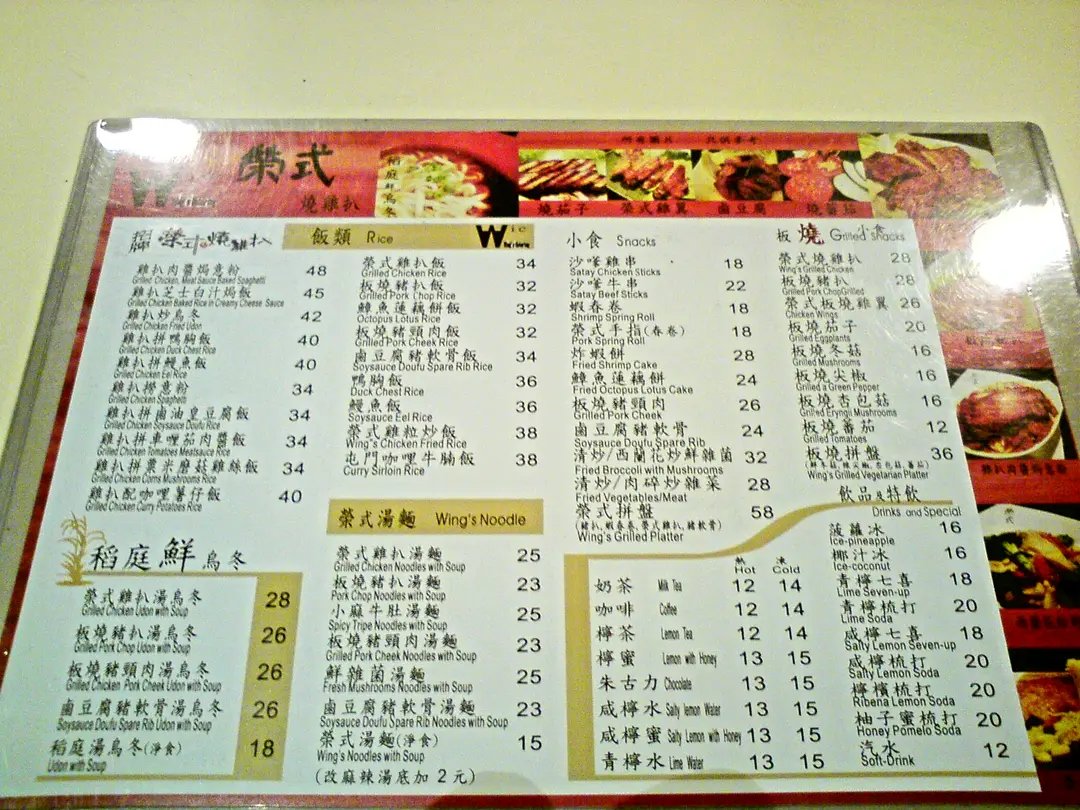 榮式
燒雞扒
稻庭鮮烏冬
燒茄子
榮式雞翼
鹵豆腐
燒蕃茄
招牌 榮式燒雞扒
雞扒肉醬焗意粉 48
Grilled Chicken, Meat Sauce Baked Spaghetti
雞扒芝士白汁焗飯 45
Grilled Chicken Baked Rice in Creamy Cheese Sauce
雞扒炒烏冬 42
Grilled Chicken Fried Udon
雞扒拼鴨胸飯 40
Grilled Chicken Duck Chest Rice
雞扒拼鰻魚飯 40
Grilled Chicken Eel Rice
雞扒撈意粉 34
Grilled Chicken Spaghetti
雞扒拼鹵油皇豆腐飯 34
Grilled Chicken Soysauce Doufu Rice
雞扒拼車喱茄肉醬飯 34
Grilled Chicken Tomatoes Meatsauce Rice
雞扒拼粟米磨菇雞絲飯 34
Grilled Chicken Corns Mushrooms Rice
雞扒配咖喱薯仔飯 40
Grilled Chicken Curry Potatoes Rice
稻庭鮮烏冬
榮式雞扒湯烏冬 28
Grilled Chicken Udon with Soup
板燒豬扒湯烏冬 26
Grilled Pork Chop Udon with Soup
板燒豬頸肉湯烏冬 26
Grilled Chicken Pork Cheek Udon with Soup
鹵豆腐豬軟骨湯烏冬 26
Soysauce Doufu Spare Rib Udon with Soup
稻庭湯烏冬(淨食) 18
Udon with Soup
飯類 Rice
榮式雞扒飯 34
Grilled Chicken Rice
板燒豬扒飯 32
Grilled Pork Chop Rice
鱆魚蓮藕餅飯 32
Octopus Lotus Rice
板燒豬頸肉飯 32
Grilled Pork Cheek Rice
鹵豆腐豬軟骨飯 34
Soysauce Doufu Spare Rib Rice
鴨胸飯 36
Duck Chest Rice
鰻魚飯 36
Soysauce Eel Rice
榮式雞粒炒飯 38
Wing's Chicken Fried Rice
屯門咖哩牛腩飯 38
Curry Sirloin Rice
榮式湯麵 Wing's Noodle
榮式雞扒湯麵 25
Grilled Chicken Noodles with Soup
板燒豬扒湯麵 23
Pork Chop Noodles with Soup
小麻牛肚湯麵 25
Spicy Tripe Noodles with Soup
板燒豬頸肉湯麵 23
Grilled Pork Cheek Noodles with Soup
鮮雜菌湯麵 25
Fresh Mushrooms Noodles with Soup
鹵豆腐豬軟骨湯麵 23
Soysauce Doufu Spare Rib Noodles with Soup
榮式湯麵(淨食) 15
Wing's Noodles with Soup
(改麻辣湯底加 2 元)
小食 Snacks
沙嗲雞串 18
Satay Chicken Sticks
沙嗲牛串 22
Satay Beef Sticks
蝦春卷 18
Shrimp Spring Roll
榮式手指(春卷) 18
Pork Spring Roll
炸蝦餅 28
Fried Shrimp Cake
鱆魚蓮藕餅 24
Fried Octopus Lotus Cake
板燒豬頸肉 26
Grilled Pork Cheek
鹵豆腐豬軟骨 24
Soysauce Doufu Spare Rib
清炒/西蘭花炒鮮雜菌 32
Fried Broccoli with Mushrooms
清炒/肉碎炒雜菜 28
Fried Vegetables/Meat
榮式拼盤 58
(豬扒,蝦春卷,榮式雞扒,豬軟骨)
Wing's Grilled Platter
板燒小食 Grilled Snacks
榮式燒雞扒 28
Wing's Grilled Chicken
板燒豬扒 28
Grilled Pork ChopGrilled
榮式板燒雞翼 26
Chicken Wings
板燒茄子 20
Grilled Eggplants
板燒冬菇 16
Grilled Mushrooms
板燒尖椒 16
Grilled a Green Pepper
板燒杏包菇 16
Grilled Eryngii Mushrooms
板燒番茄 12
Grilled Tomatoes
板燒拼盤 36
Wing's Grilled Vegetarian Platter
飲品及特飲
Drinks and Special
熱 Hot 凍 Cold
奶茶 Milk Tea 12 14
咖啡 Coffee 12 14
檸茶 Lemon Tea 12 14
檸蜜 Lemon with Honey 13 15
朱古力 Chocolate 13 15
咸檸水 Salty lemon Water 13 15
咸檸蜜 Salty Lemon with Honey 13 15
青檸水 Lime Water 13 15
菠蘿冰 16
Ice-pineapple
椰汁冰 16
Ice-coconut
青檸七喜 18
Lime Seven-up
青檸梳打 20
Lime Soda
咸檸七喜 18
Salty Lemon Seven-up
咸檸梳打 20
Salty Lemon Soda
檸檳梳打 20
Ribena Lemon Soda
柚子蜜梳打 20
Honey Pomelo Soda
汽水 12
Soft-Drink